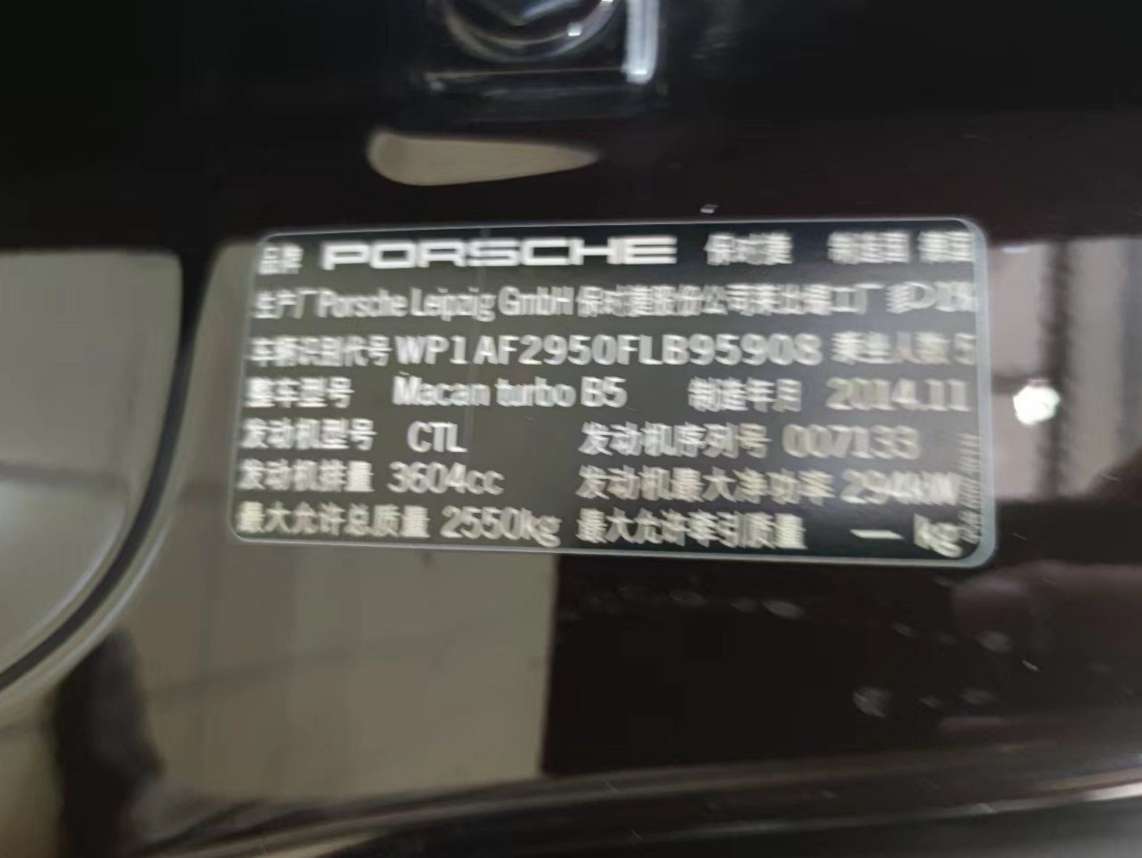 品牌 PORSCHE 保时捷 制造国 德国
生产厂 Porsche Leipzig GmbH 保时捷股份公司莱比锡工厂
车辆识别代号 WP1AF2950FLB95908 乘坐人数 5
整车型号 Macan turbo B5 制造年月 2014.11
发动机型号 CTL 发动机序列号 007133
发动机排量 3604cc 发动机最大净功率 294kW
最大允许总质量 2550kg 最大允许牵引质量 — kg